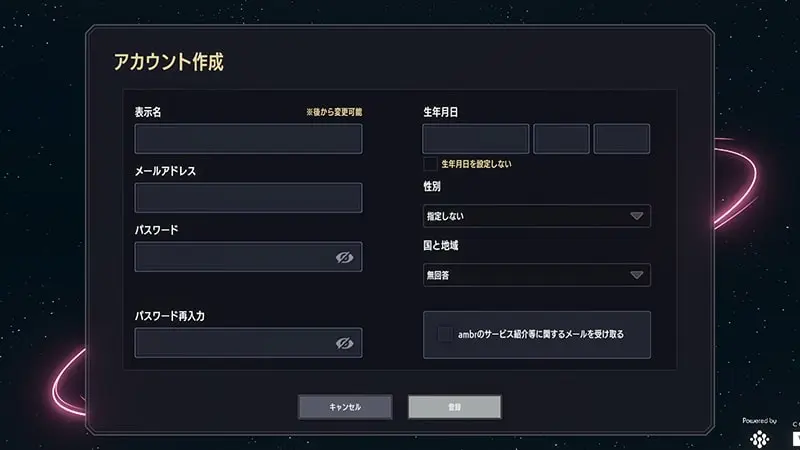 アカウント作成
表示名
※後から変更可能
メールアドレス
パスワード
パスワード再入力
生年月日
生年月日を設定しない
性別
指定しない
国と地域
無回答
ambrのサービス紹介等に関するメールを受け取る
キャンセル
登録
Powered by